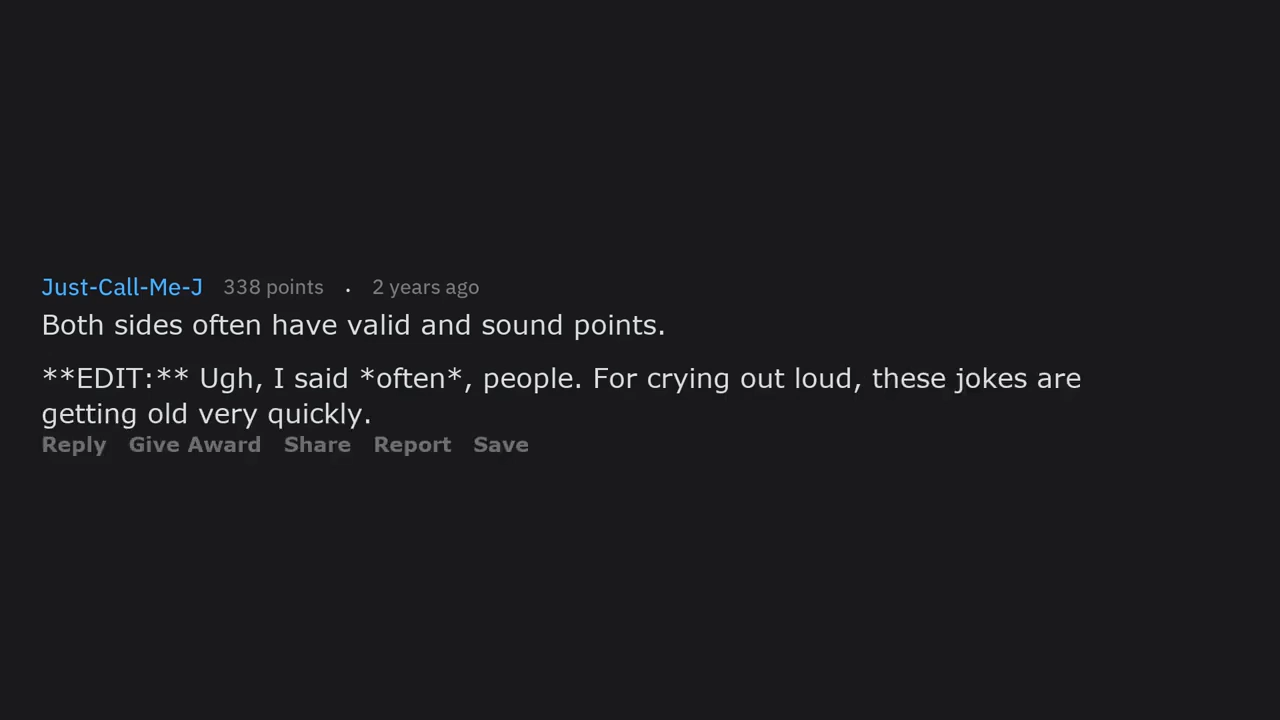 Just-Call-Me-J 338 points . 2 years ago
Both sides often have valid and sound points.
**EDIT:** Ugh, I said *often*, people. For crying out loud, these jokes are
getting old very quickly.
Reply Give Award Share Report Save